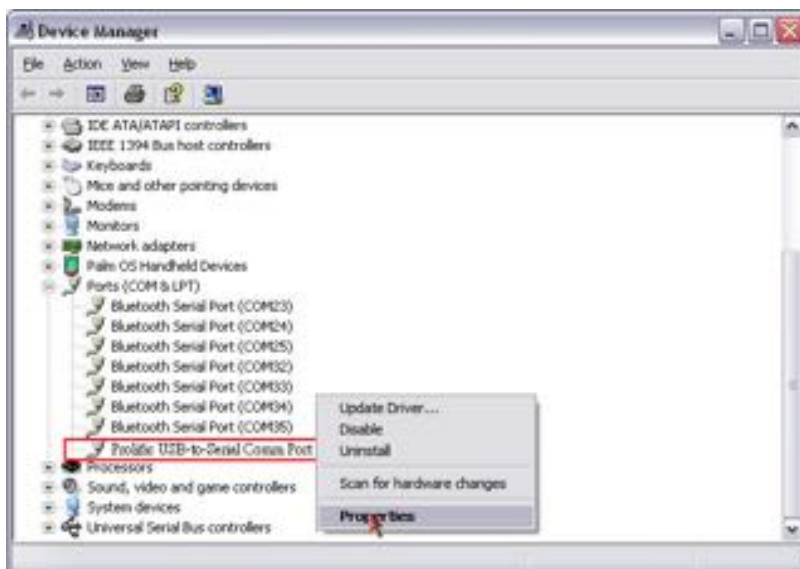 Device Manager
File Action View Help
IDE ATA/ATAPI controllers
IEEE 1394 Bus host controllers
Keyboards
Mice and other pointing devices
Modems
Monitors
Network adapters
Palm OS Handheld Devices
Ports (COM & LPT)
Bluetooth Serial Port (COM23)
Bluetooth Serial Port (COM24)
Bluetooth Serial Port (COM25)
Bluetooth Serial Port (COM32)
Bluetooth Serial Port (COM33)
Bluetooth Serial Port (COM34)
Bluetooth Serial Port (COM35)
Prolific USB-to-Serial Comm Port
Processors
Sound, video and game controllers
System devices
Universal Serial Bus controllers
Update Driver...
Disable
Uninstall
Scan for hardware changes
Properties